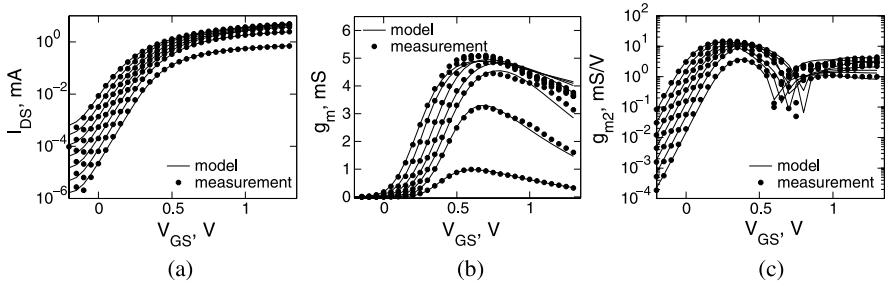 I_DS, mA
10^0
10^-2
10^-4
10^-6
model
measurement
0
0.5
1
V_GS, V
(a)
g_m, mS
6
5
4
3
2
1
0
model
measurement
0
0.5
1
V_GS, V
(b)
g_m2, mS/V
10^2
10^1
10^0
10^-1
10^-2
10^-3
10^-4
model
measurement
0
0.5
1
V_GS, V
(c)